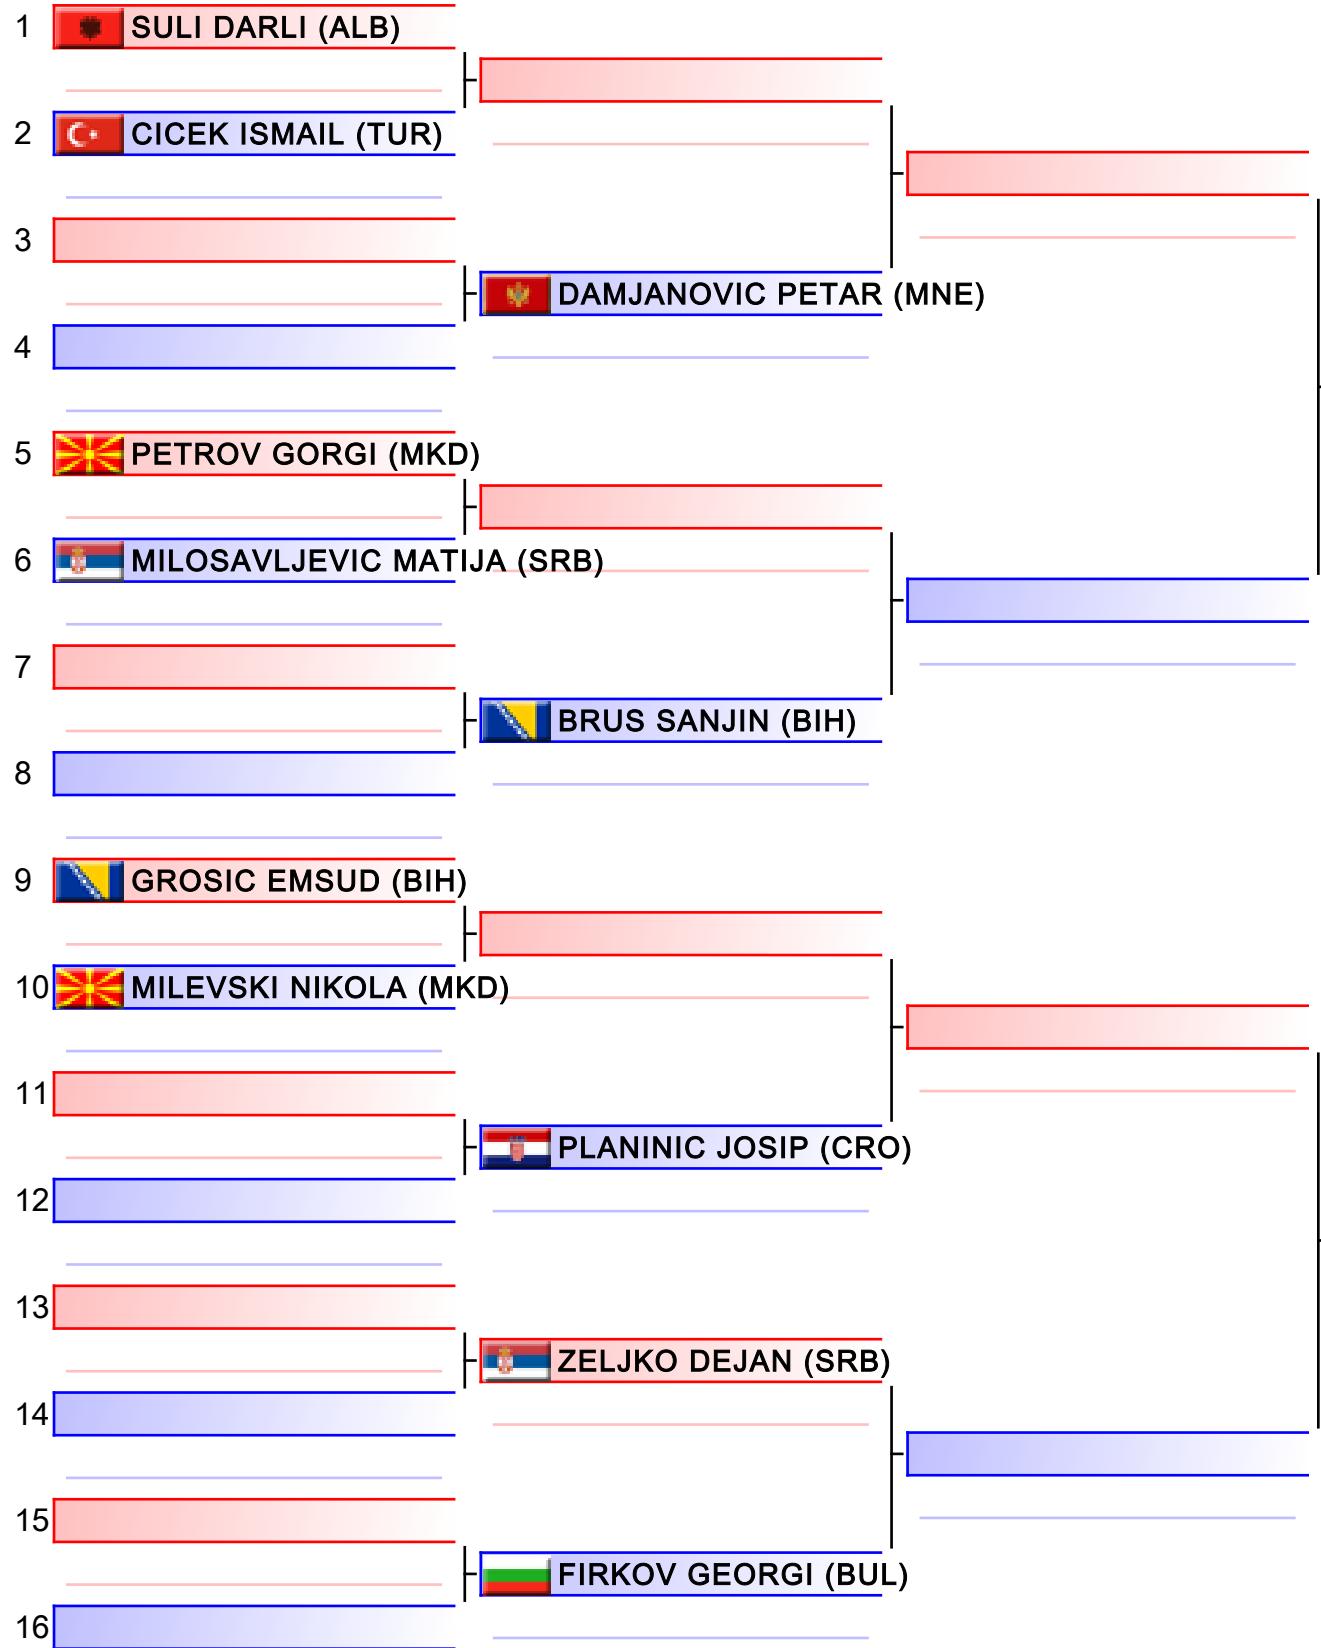 1 SULI DARLI (ALB)
2 CICEK ISMAIL (TUR)
3
DAMJANOVIC PETAR (MNE)
4
5 PETROV GORGI (MKD)
6 MILOSAVLJEVIC MATIJA (SRB)
7
BRUS SANJIN (BIH)
8
9 GROSIC EMSUD (BIH)
10 MILEVSKI NIKOLA (MKD)
11
PLANINIC JOSIP (CRO)
12
13
ZELJKO DEJAN (SRB)
14
15
FIRKOV GEORGI (BUL)
16